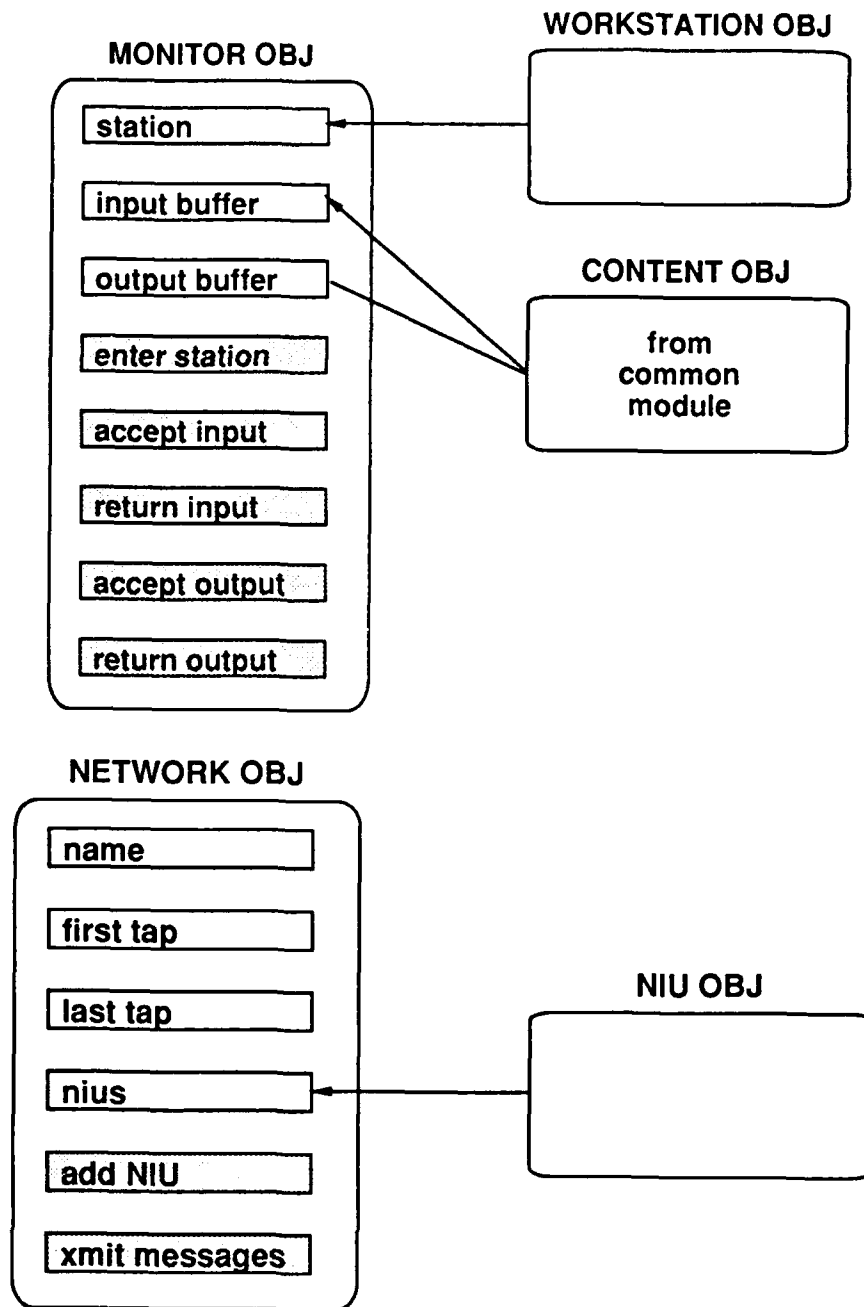 WORKSTATION OBJ
MONITOR OBJ
station
input buffer
output buffer
enter station
accept input
return input
accept output
return output
CONTENT OBJ
from
common
module
NETWORK OBJ
name
first tap
last tap
nius
add NIU
xmit messages
NIU OBJ